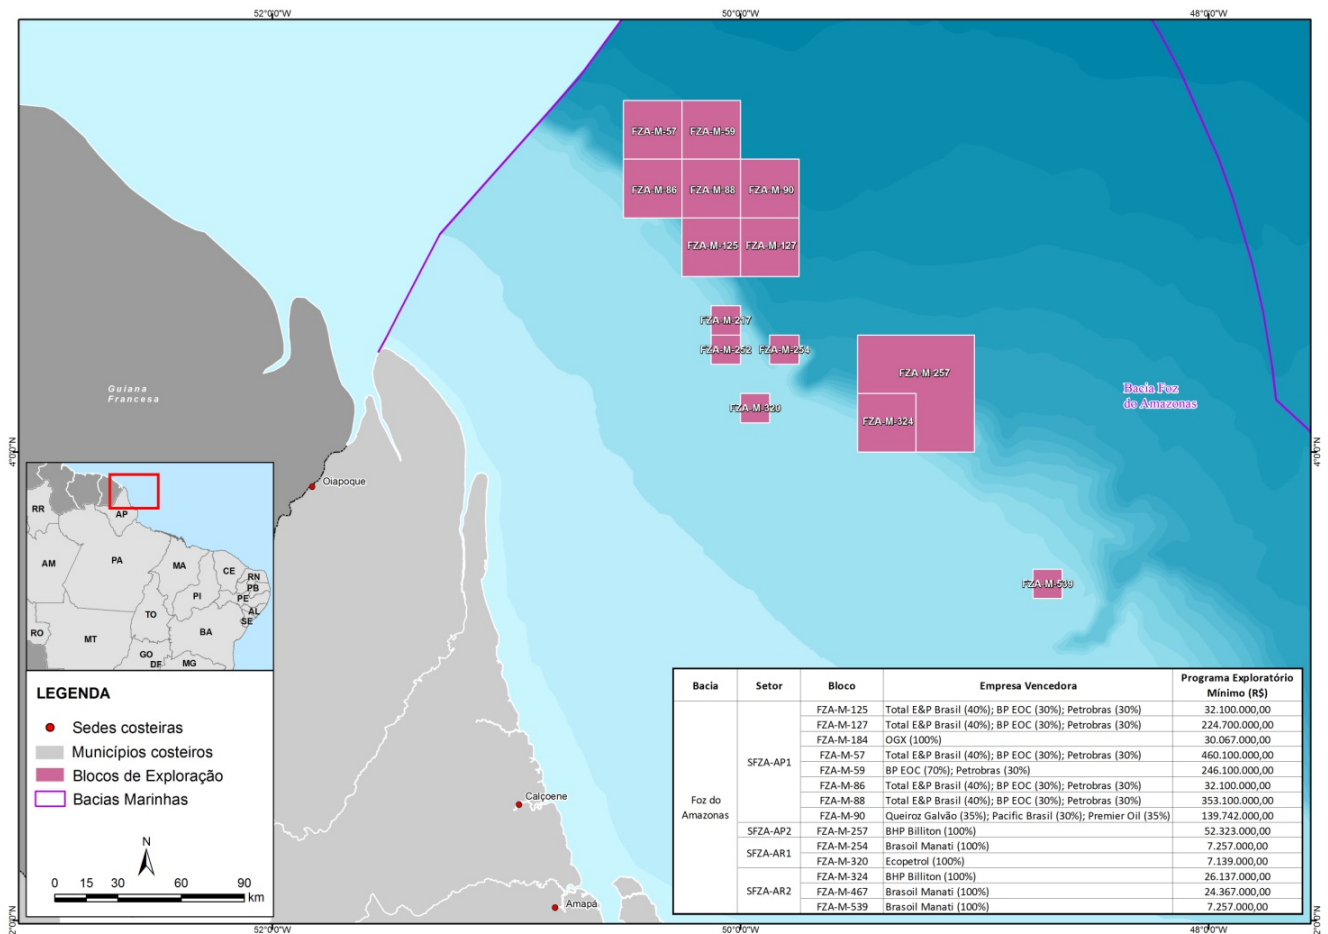 52°0'0"W 50°0'0"W 48°0'0"W
FZA-M-57 FZA-M-59
FZA-M-86 FZA-M-88 FZA-M-90
FZA-M-125 FZA-M-127
FZA-M-217
FZA-M-252 FZA-M-254
FZA-M-257
FZA-M-320
FZA-M-324
FZA-M-539
Guiana
Francesa
Bacia Foz
do Amazonas
4°0'0"N
Oiapoque
Calçoene
Amapá
RR
AP
AM
PA
MA
CE
RN
PB
PE
PI
AL
SE
TO
RO
MT
BA
GO
DF
MG
LEGENDA
Sedes costeiras
Municípios costeiros
Blocos de Exploração
Bacias Marinhas
N
0 15 30 60 90
km
Bacia Setor Bloco Empresa Vencedora Programa Exploratório
Mínimo (R$)
Foz do
Amazonas
SFZA-AP1
FZA-M-125 Total E&P Brasil (40%); BP EOC (30%); Petrobras (30%) 32.100.000,00
FZA-M-127 Total E&P Brasil (40%); BP EOC (30%); Petrobras (30%) 224.700.000,00
FZA-M-184 OGX (100%) 30.067.000,00
FZA-M-57 Total E&P Brasil (40%); BP EOC (30%); Petrobras (30%) 460.100.000,00
FZA-M-59 BP EOC (70%); Petrobras (30%) 246.100.000,00
FZA-M-86 Total E&P Brasil (40%); BP EOC (30%); Petrobras (30%) 32.100.000,00
FZA-M-88 Total E&P Brasil (40%); BP EOC (30%); Petrobras (30%) 353.100.000,00
FZA-M-90 Queiroz Galvão (35%); Pacific Brasil (30%); Premier Oil (35%) 139.742.000,00
SFZA-AP2 FZA-M-257 BHP Billiton (100%) 52.323.000,00
SFZA-AR1
FZA-M-254 Brasoil Manati (100%) 7.257.000,00
FZA-M-320 Ecopetrol (100%) 7.139.000,00
SFZA-AR2
FZA-M-324 BHP Billiton (100%) 26.137.000,00
FZA-M-467 Brasoil Manati (100%) 24.367.000,00
FZA-M-539 Brasoil Manati (100%) 7.257.000,00
2°0'0"N
52°0'0"W 50°0'0"W 48°0'0"W
4°0'0"N
2°0'0"N